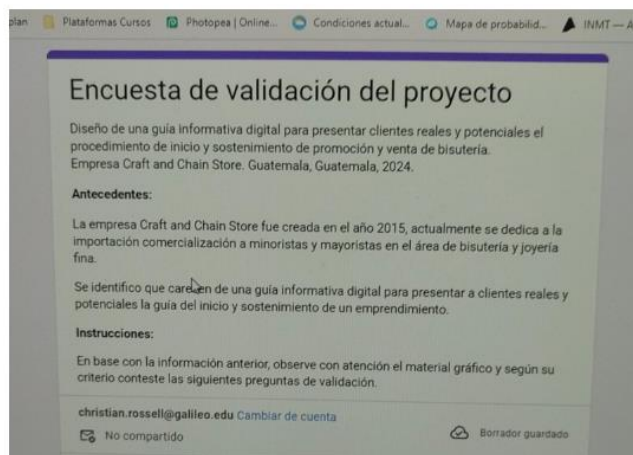 plan Plataformas Cursos Photopea | Online... Condiciones actual... Mapa de probabilid... INMT — A
Encuesta de validación del proyecto
Diseño de una guía informativa digital para presentar clientes reales y potenciales el
procedimiento de inicio y sostenimiento de promoción y venta de bisutería.
Empresa Craft and Chain Store. Guatemala, Guatemala, 2024.
Antecedentes:
La empresa Craft and Chain Store fue creada en el año 2015, actualmente se dedica a la
importación comercialización a minoristas y mayoristas en el área de bisutería y joyería
fina.
Se identifico que carecen de una guía informativa digital para presentar a clientes reales y
potenciales la guía del inicio y sostenimiento de un emprendimiento.
Instrucciones:
En base con la información anterior, observe con atención el material gráfico y según su
criterio conteste las siguientes preguntas de validación.
christian.rossell@galileo.edu Cambiar de cuenta
No compartido Borrador guardado